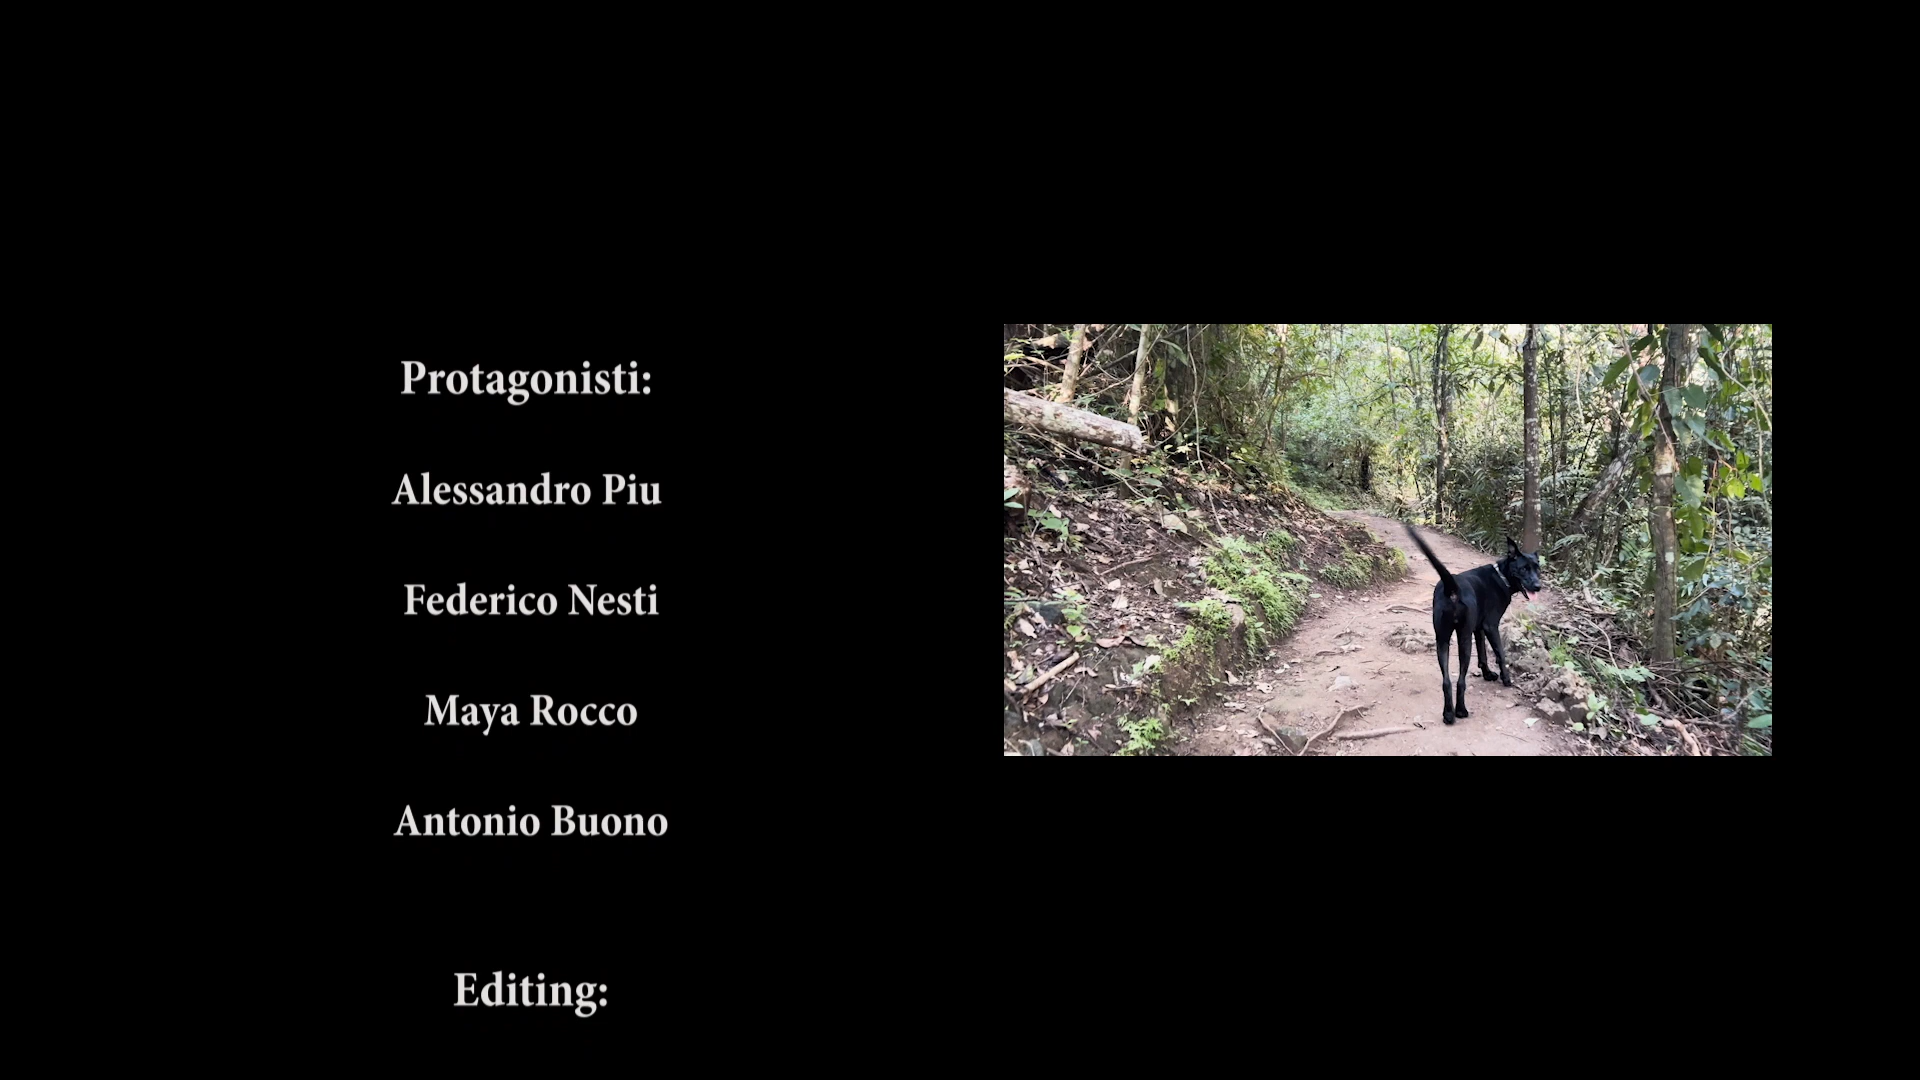 Protagonisti:
Alessandro Piu
Federico Nesti
Maya Rocco
Antonio Buono
Editing: